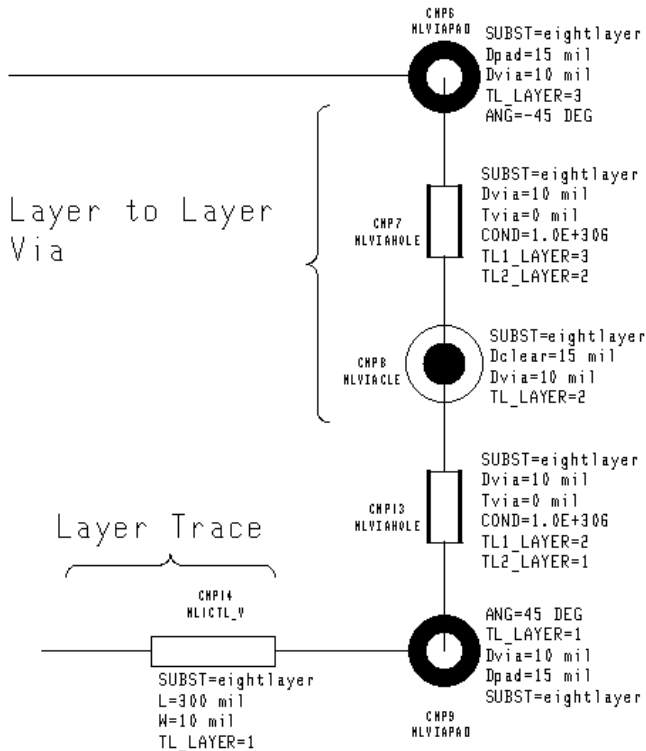 CMP6
MLVIAPAD
SUBST=eightlayer
Dpad=15 mil
Dvia=10 mil
TL_LAYER=3
ANG=-45 DEG
Layer to Layer
Via
CMP7
MLVIAHOLE
SUBST=eightlayer
Dvia=10 mil
Tvia=0 mil
COND=1.0E+306
TL1_LAYER=3
TL2_LAYER=2
CMP8
MLVIACLE
SUBST=eightlayer
Dclear=15 mil
Dvia=10 mil
TL_LAYER=2
CMP13
MLVIAHOLE
SUBST=eightlayer
Dvia=10 mil
Tvia=0 mil
COND=1.0E+306
TL1_LAYER=2
TL2_LAYER=1
Layer Trace
CMP14
MLICTL_V
SUBST=eightlayer
L=300 mil
W=10 mil
TL_LAYER=1
ANG=45 DEG
TL_LAYER=1
Dvia=10 mil
Dpad=15 mil
SUBST=eightlayer
CMP9
MLVIAPAD